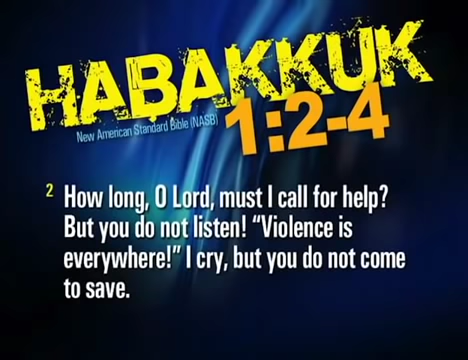 HABAKKUK
New American Standard Bible (NASB)
1:2-4
2 How long, O Lord, must I call for help?
But you do not listen! “Violence is
everywhere!” I cry, but you do not come
to save.